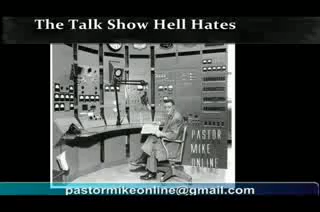 The Talk Show Hell Hates
PASTOR
MIKE
ONLINE
pastormikeonline@gmail.com